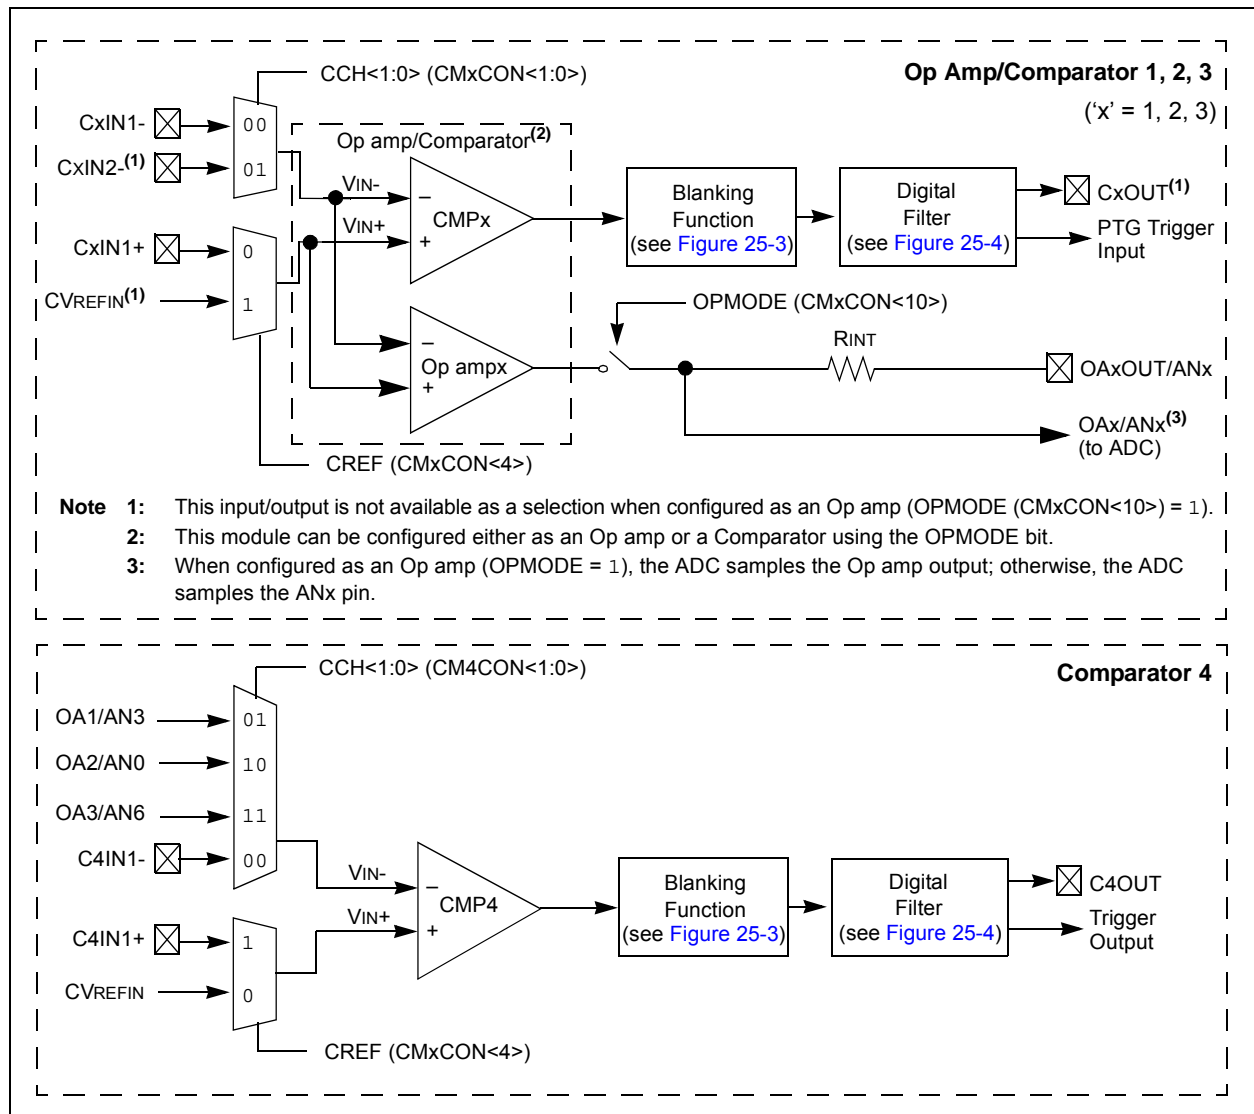 CCH<1:0> (CMxCON<1:0>)
Op Amp/Comparator 1, 2, 3
(‘x’ = 1, 2, 3)
CxIN1-
00
Op amp/Comparator(2)
CxIN2-(1)
01
VIN-
–
CMPx
VIN+
+
Blanking
Function
(see Figure 25-3)
Digital
Filter
(see Figure 25-4)
CxOUT(1)
PTG Trigger
Input
CxIN1+
0
CVREFIN(1)
1
OPMODE (CMxCON<10>)
–
Op ampx
+
RINT
OAxOUT/ANx
OAx/ANx(3)
(to ADC)
CREF (CMxCON<4>)
Note 1: This input/output is not available as a selection when configured as an Op amp (OPMODE (CMxCON<10>) = 1).
2: This module can be configured either as an Op amp or a Comparator using the OPMODE bit.
3: When configured as an Op amp (OPMODE = 1), the ADC samples the Op amp output; otherwise, the ADC
samples the ANx pin.
CCH<1:0> (CM4CON<1:0>)
Comparator 4
OA1/AN3
01
OA2/AN0
10
OA3/AN6
11
C4IN1-
00
VIN-
–
CMP4
VIN+
+
Blanking
Function
(see Figure 25-3)
Digital
Filter
(see Figure 25-4)
C4OUT
Trigger
Output
C4IN1+
1
CVREFIN
0
CREF (CMxCON<4>)